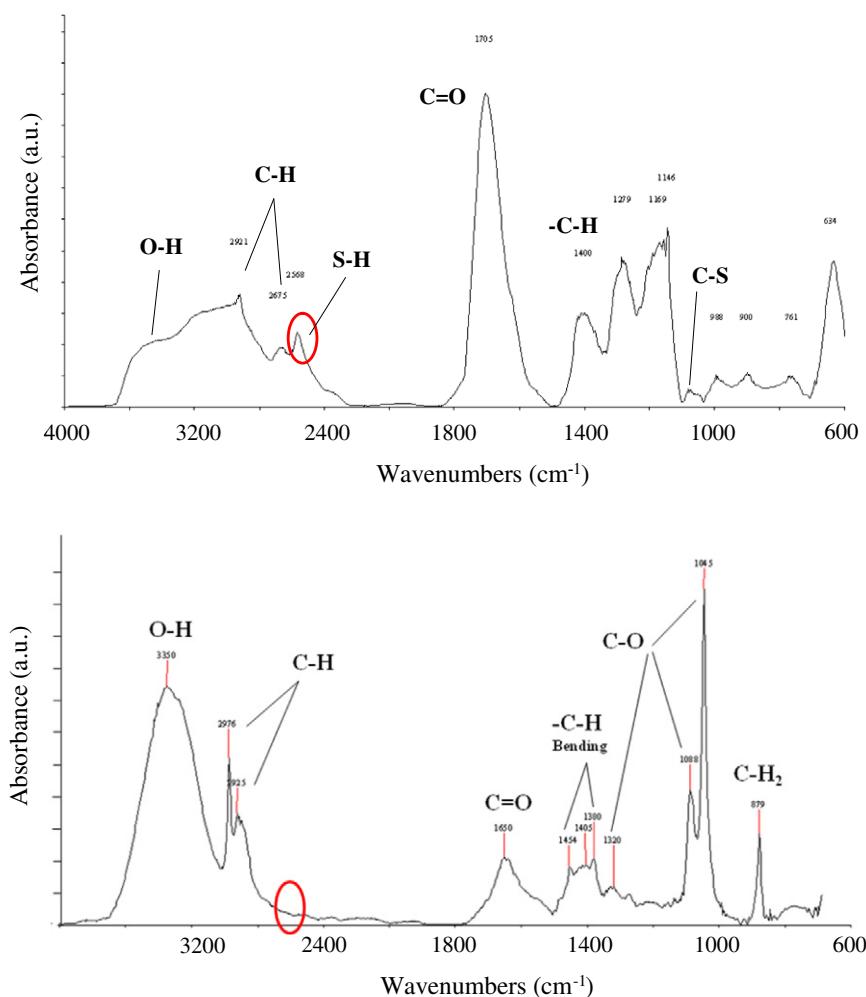 1705
C=O
1146
1279 1169
C-H
-C-H
634
O-H
2921
1400
2568
S-H
2675
C-S
988 900 761
Absorbance (a.u.)
4000 3200 2400 1800 1400 1000 600
Wavenumbers (cm-1)
1045
O-H
3350
C-O
C-H
2976
-C-H
Bending
2925
1088
C-H2
C=O
1380
879
1650
1454
1405
1320
Absorbance (a.u.)
3200 2400 1800 1400 1000 600
Wavenumbers (cm-1)